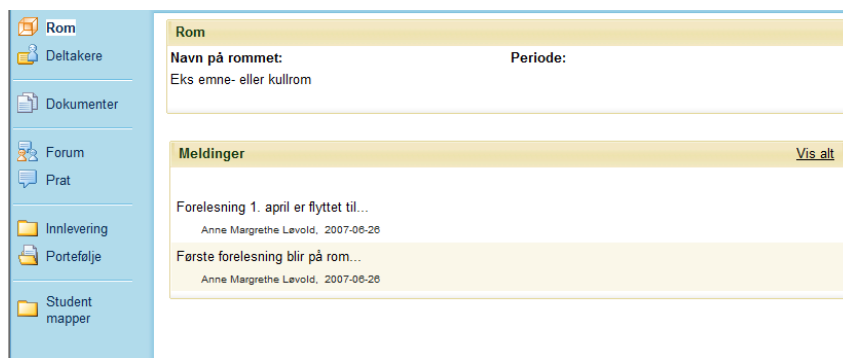 Rom
Deltakere
Dokumenter
Forum
Prat
Innlevering
Portefølje
Student
mapper
Rom
Navn på rommet: Periode:
Eks emne- eller kullrom
Meldinger Vis alt
Forelesning 1. april er flyttet til...
Anne Margrethe Løvold, 2007-06-26
Første forelesning blir på rom...
Anne Margrethe Løvold, 2007-06-26